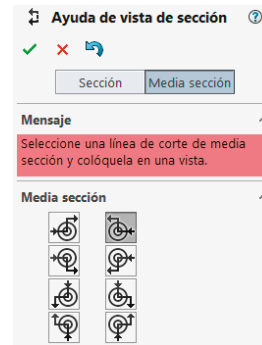 Ayuda de vista de sección
Sección Media sección
Mensaje
Seleccione una línea de corte de media
sección y colóquela en una vista.
Media sección